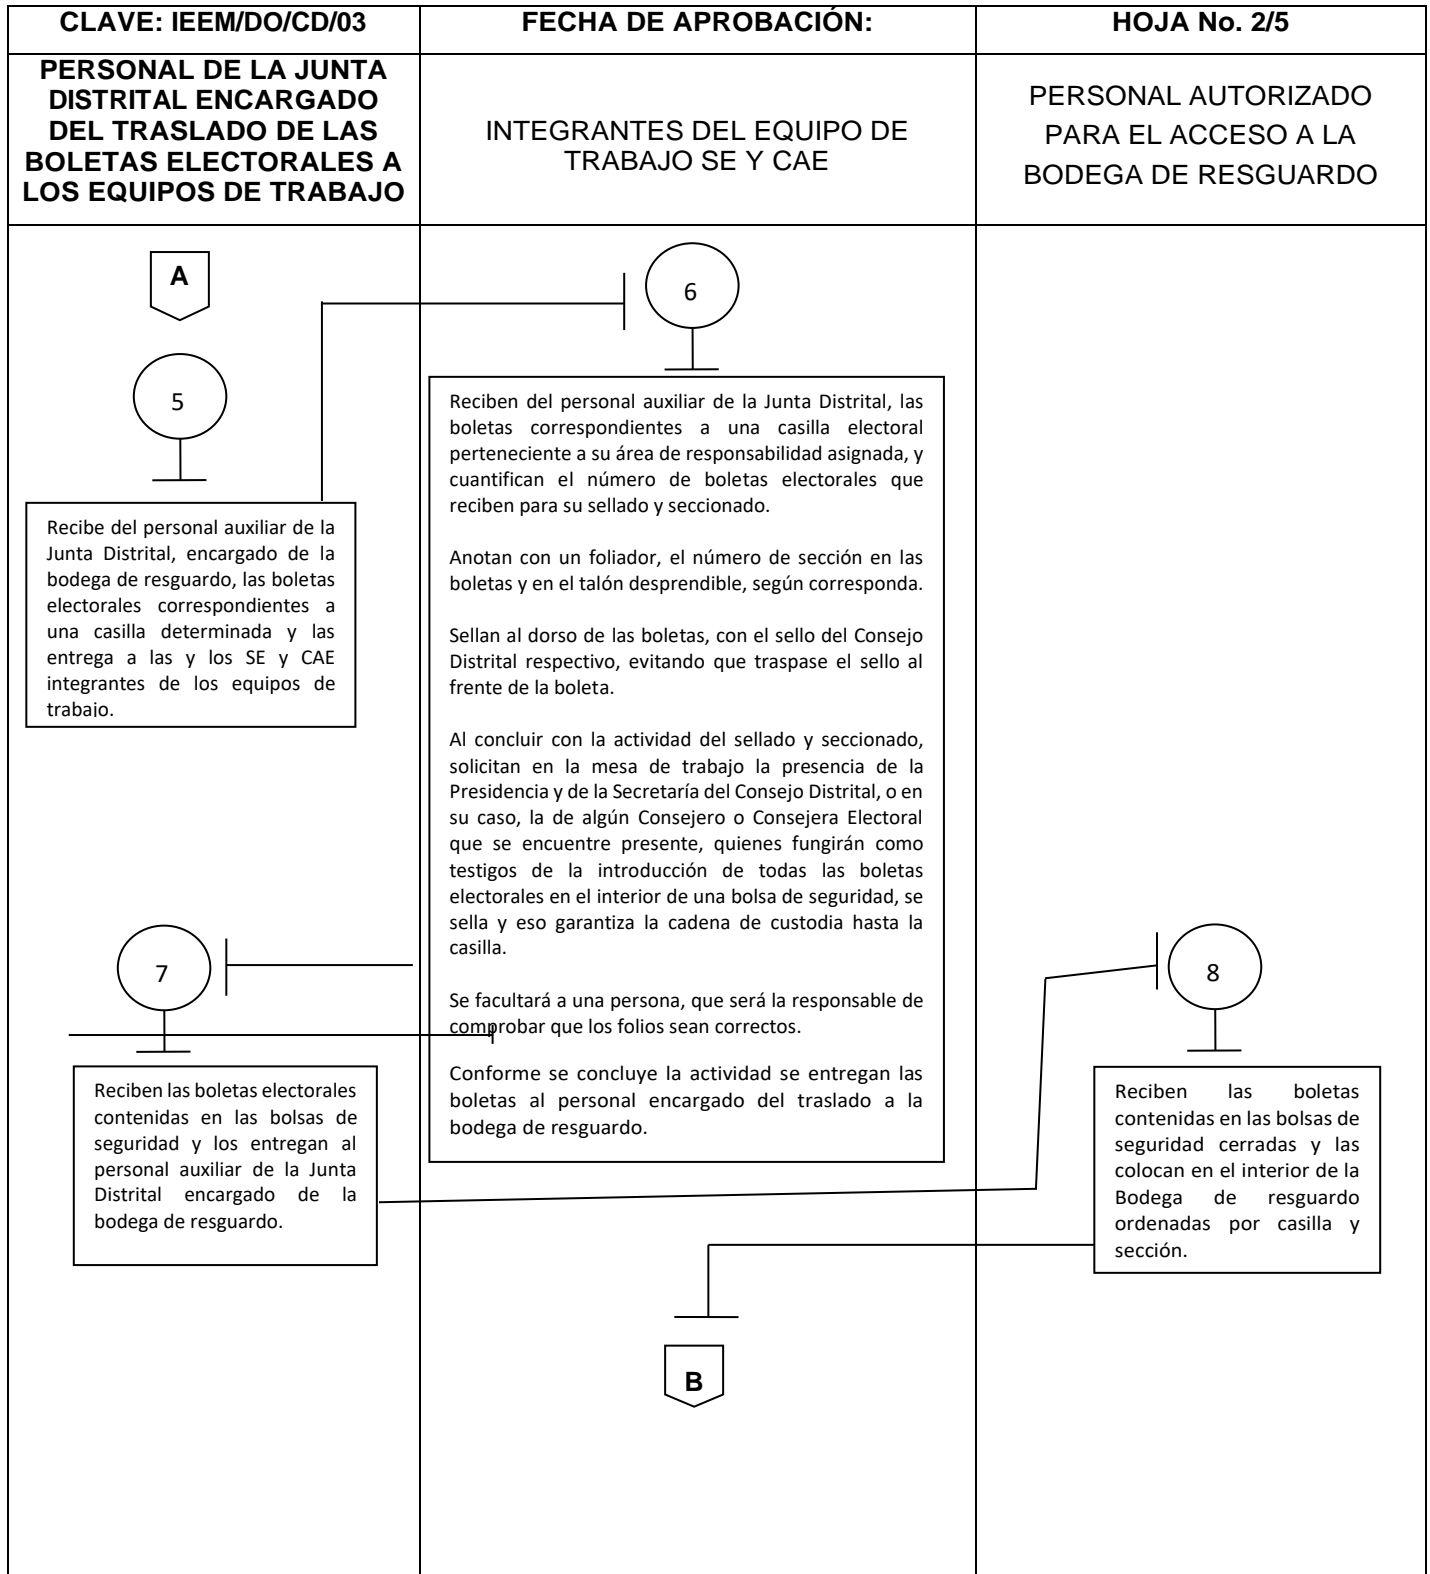 CLAVE: IEEM/DO/CD/03
FECHA DE APROBACIÓN:
HOJA No. 2/5
PERSONAL DE LA JUNTA
DISTRITAL ENCARGADO
DEL TRASLADO DE LAS
BOLETAS ELECTORALES A
LOS EQUIPOS DE TRABAJO
INTEGRANTES DEL EQUIPO DE
TRABAJO SE Y CAE
PERSONAL AUTORIZADO
PARA EL ACCESO A LA
BODEGA DE RESGUARDO
A
5
Recibe del personal auxiliar de la
Junta Distrital, encargado de la
bodega de resguardo, las boletas
electorales correspondientes a
una casilla determinada y las
entrega a las y los SE y CAE
integrantes de los equipos de
trabajo.
6
Reciben del personal auxiliar de la Junta Distrital, las
boletas correspondientes a una casilla electoral
perteneciente a su área de responsabilidad asignada, y
cuantifican el número de boletas electorales que
reciben para su sellado y seccionado.
Anotan con un foliador, el número de sección en las
boletas y en el talón desprendible, según corresponda.
Sellan al dorso de las boletas, con el sello del Consejo
Distrital respectivo, evitando que traspase el sello al
frente de la boleta.
Al concluir con la actividad del sellado y seccionado,
solicitan en la mesa de trabajo la presencia de la
Presidencia y de la Secretaría del Consejo Distrital, o en
su caso, la de algún Consejero o Consejera Electoral
que se encuentre presente, quienes fungirán como
testigos de la introducción de todas las boletas
electorales en el interior de una bolsa de seguridad, se
sella y eso garantiza la cadena de custodia hasta la
casilla.
Se facultará a una persona, que será la responsable de
comprobar que los folios sean correctos.
Conforme se concluye la actividad se entregan las
boletas al personal encargado del traslado a la
bodega de resguardo.
7
Reciben las boletas electorales
contenidas en las bolsas de
seguridad y los entregan al
personal auxiliar de la Junta
Distrital encargado de la
bodega de resguardo.
8
Reciben las boletas
contenidas en las bolsas de
seguridad cerradas y las
colocan en el interior de la
Bodega de resguardo
ordenadas por casilla y
sección.
B